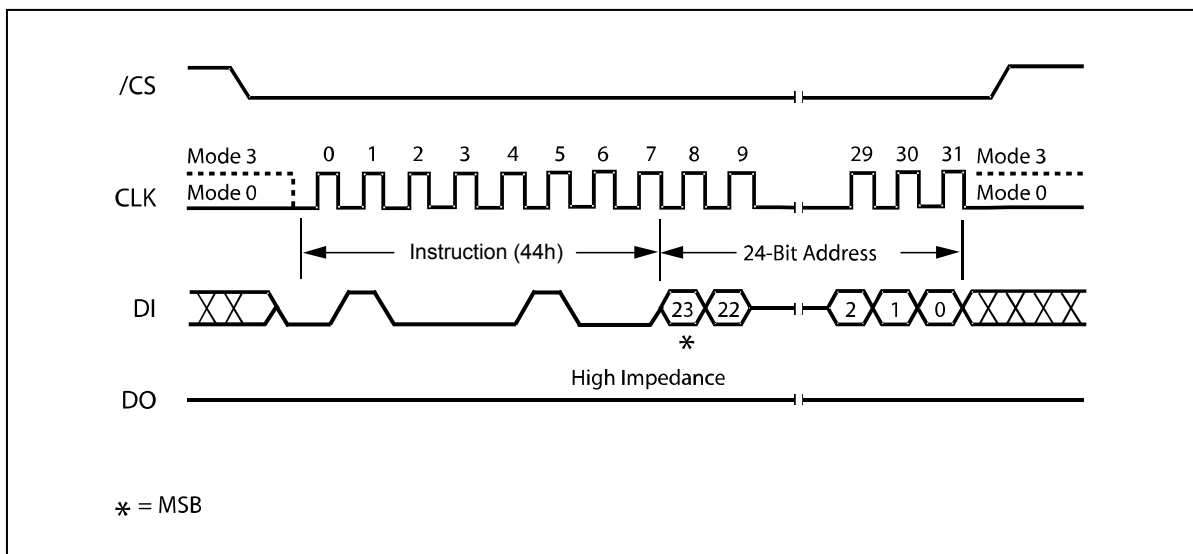 /CS
Mode 3 0 1 2 3 4 5 6 7 8 9 29 30 31 Mode 3
CLK Mode 0 Mode 0
Instruction (44h) 24-Bit Address
DI 23 22 2 1 0
*
High Impedance
DO
* = MSB